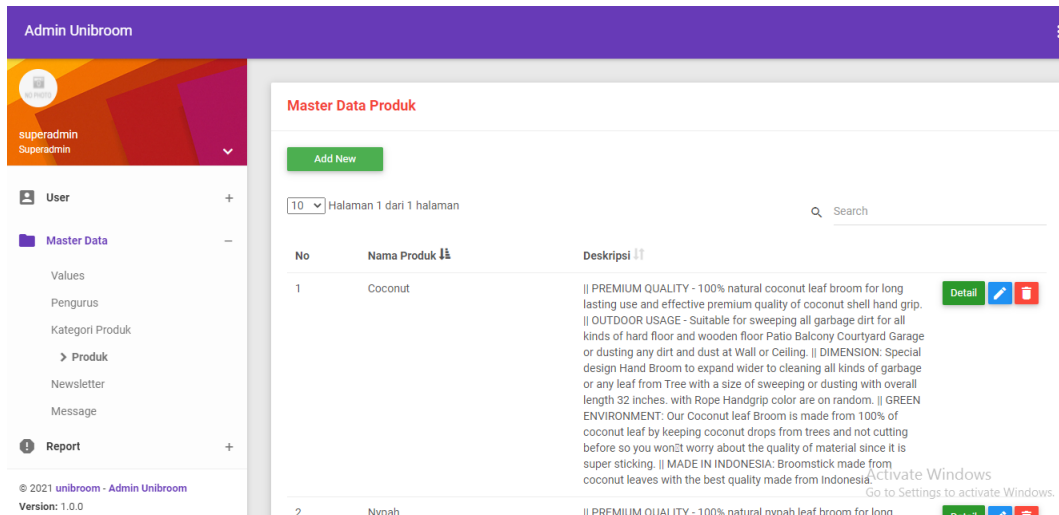 Admin Unibroom
NO PHOTO
superadmin
Superadmin
User
Master Data
Values
Pengurus
Kategori Produk
Produk
Newsletter
Message
Report
© 2021 unibroom - Admin Unibroom
Version: 1.0.0
Master Data Produk
Add New
10 Halaman 1 dari 1 halaman
Search
No Nama Produk Deskripsi
1 Coconut || PREMIUM QUALITY - 100% natural coconut leaf broom for long Detail
lasting use and effective premium quality of coconut shell hand grip.
|| OUTDOOR USAGE - Suitable for sweeping all garbage dirt for all
kinds of hard floor and wooden floor Patio Balcony Courtyard Garage
or dusting any dirt and dust at Wall or Ceiling. || DIMENSION: Special
design Hand Broom to expand wider to cleaning all kinds of garbage
or any leaf from Tree with a size of sweeping or dusting with overall
length 32 inches. with Rope Handgrip color are on random. || GREEN
ENVIRONMENT: Our Coconut leaf Broom is made from 100% of
coconut leaf by keeping coconut drops from trees and not cutting
before so you won᾿t worry about the quality of material since it is
super sticking. || MADE IN INDONESIA: Broomstick made from
coconut leaves with the best quality made from Indonesia.
Activate Windows
Go to Settings to activate Windows.
2 Nypah || PREMIUM QUALITY - 100% natural nypah leaf broom for long Detail